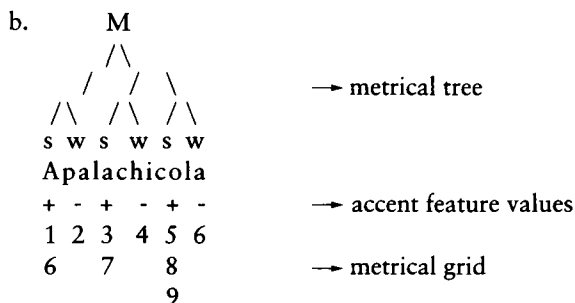 b. M
/\
/ / \
/\ /\ /\
s w s w s w
Apalachicola
+ - + - + -
1 2 3 4 5 6
6 7 8
9
→ metrical tree
→ accent feature values
→ metrical grid